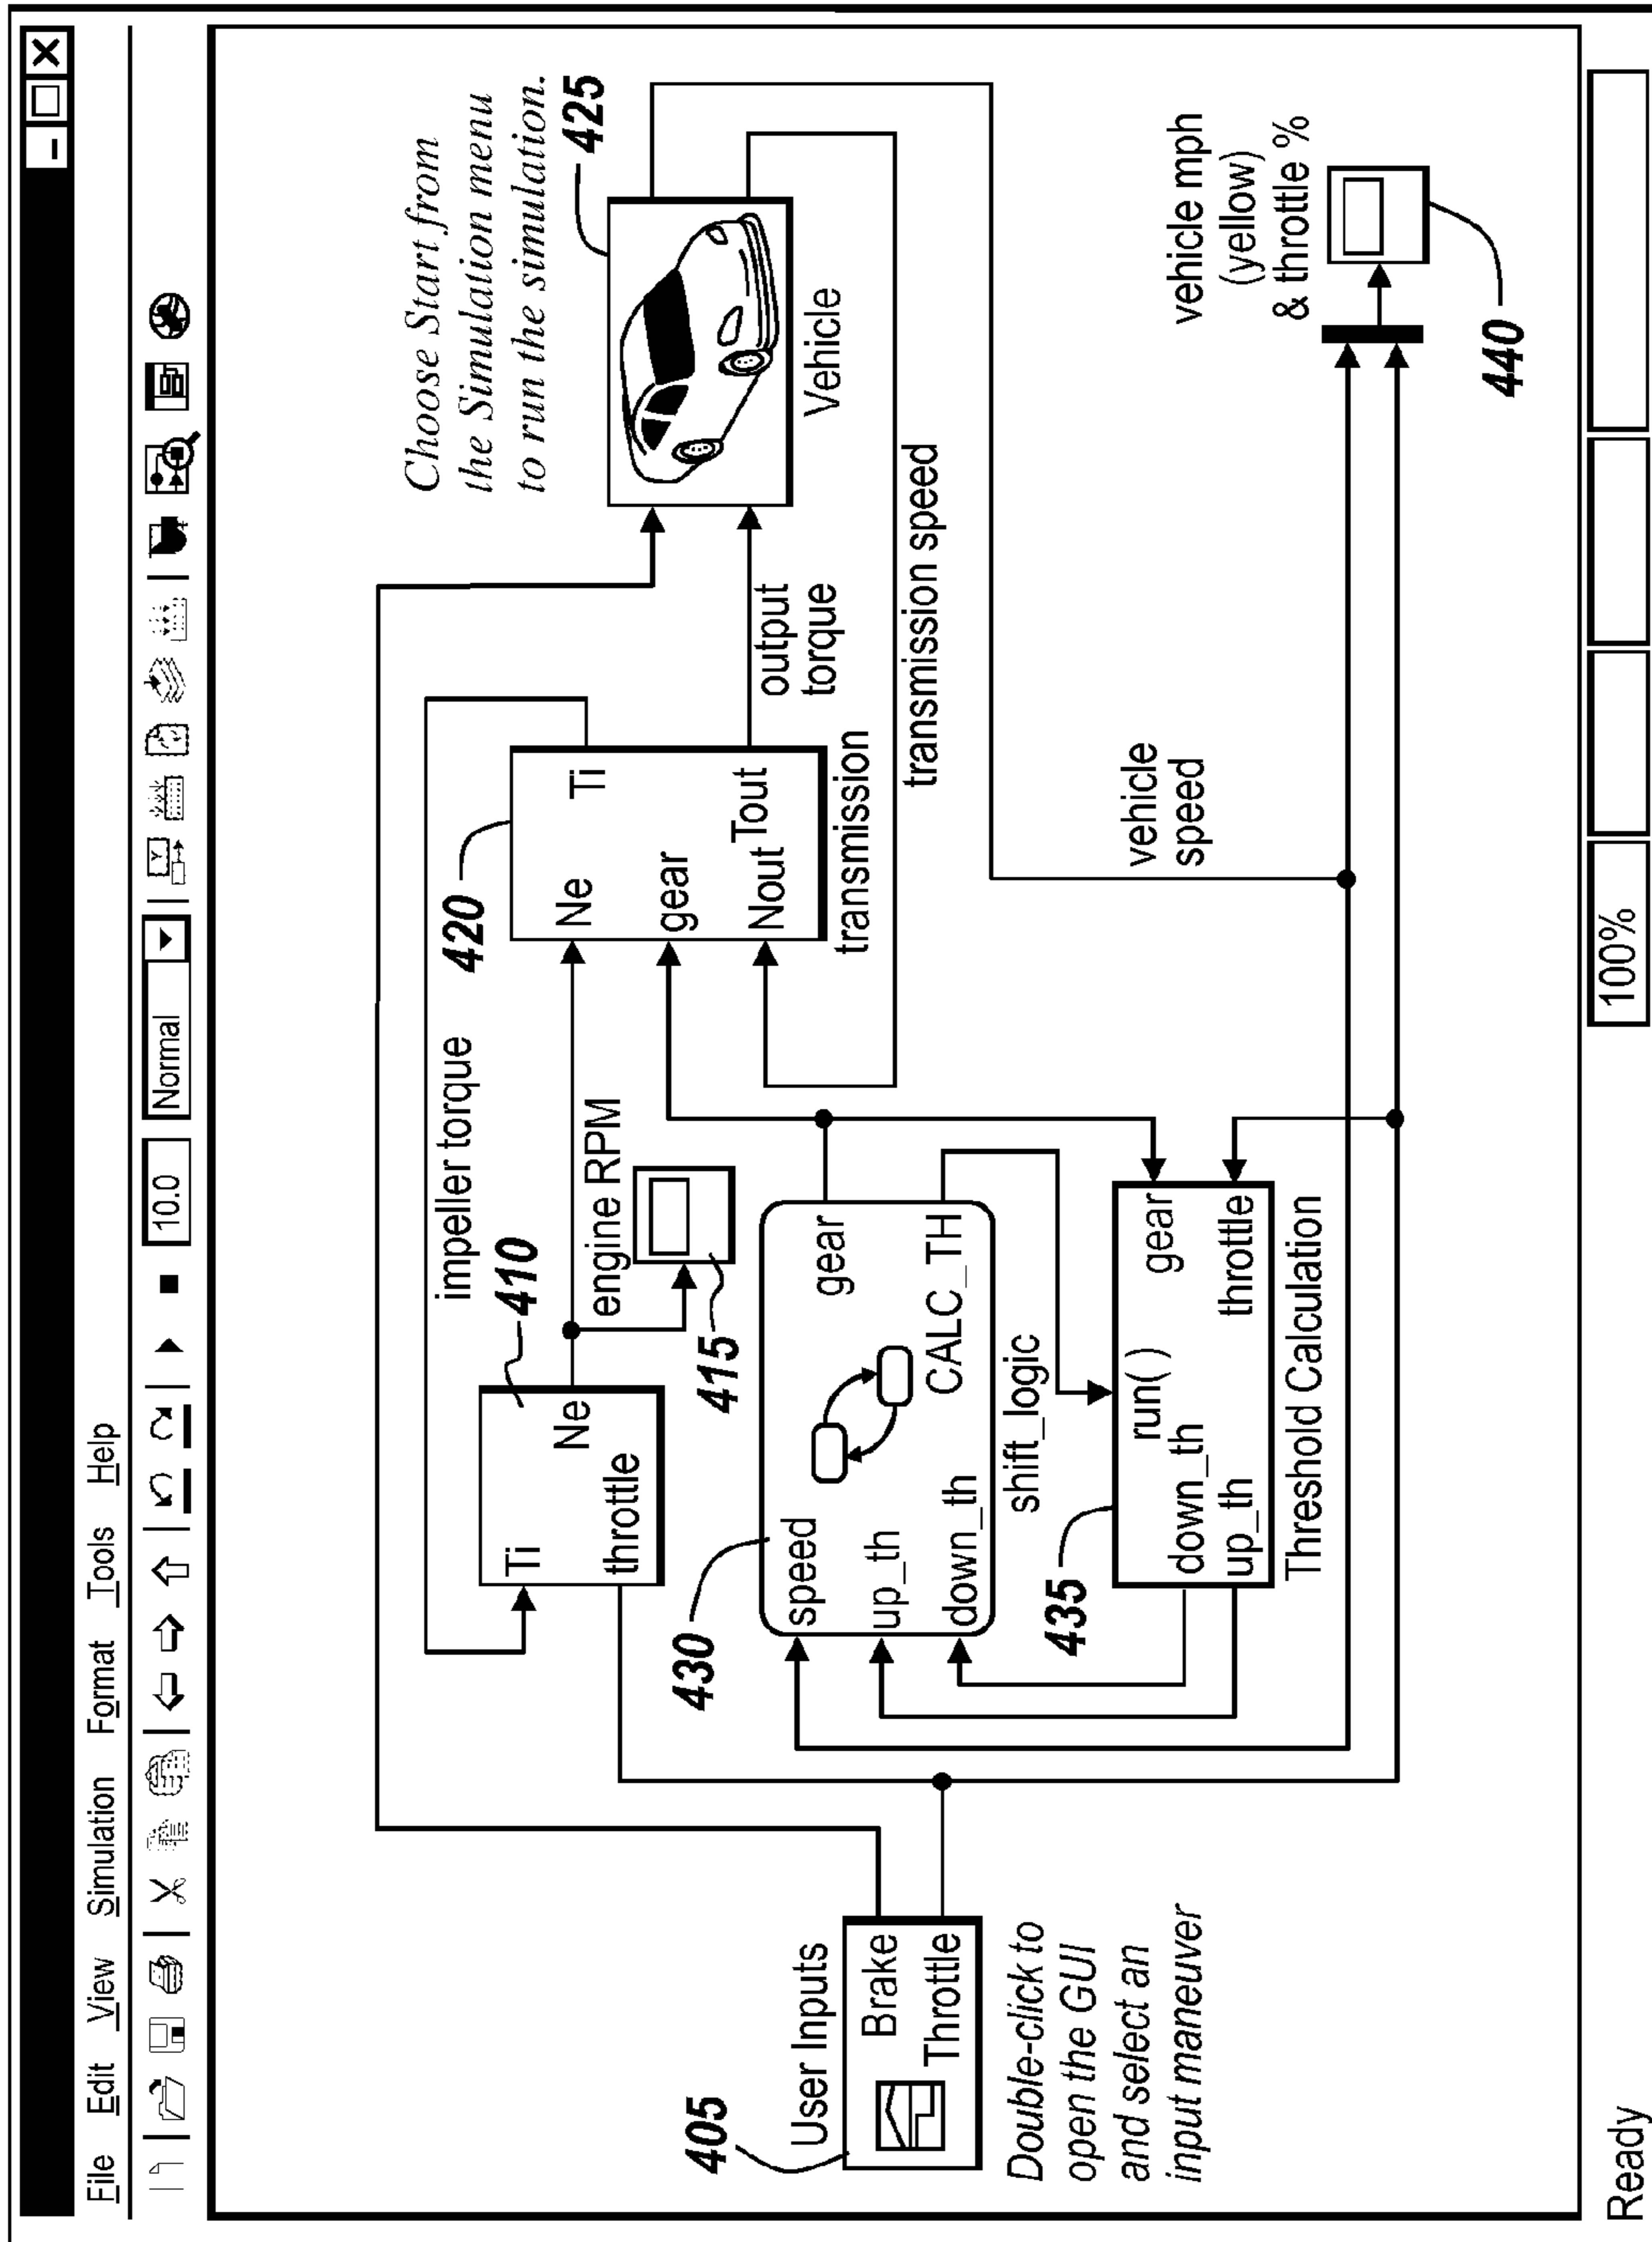 File Edit View Simulation Format Tools Help
10.0 Normal
Choose Start from
the Simulation menu
to run the simulation.
impeller torque
410
Ti
Ne
throttle
engine RPM
415
420
Ne
Ti
gear
Nout
Tout
transmission
output
torque
425
Vehicle
transmission speed
405
User Inputs
Brake
Throttle
Double-click to
open the GUI
and select an
input maneuver
430
speed
gear
up_th
down_th
CALC_TH
shift_logic
435
run( )
down_th
gear
up_th
throttle
Threshold Calculation
vehicle
speed
vehicle mph
(yellow)
& throttle %
440
Ready
100%